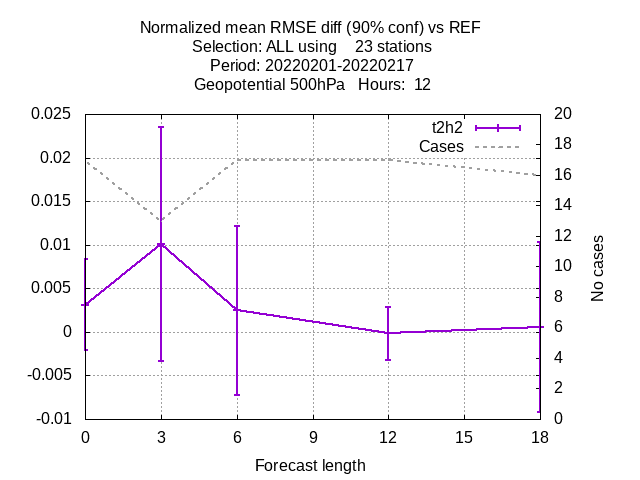 Normalized mean RMSE diff (90% conf) vs REF
Selection: ALL using    23 stations
Period: 20220201-20220217
Geopotential 500hPa   Hours:  12
t2h2
Cases
0.025
0.02
0.015
0.01
0.005
0
-0.005
-0.01
20
18
16
14
12
10
8
6
4
2
0
No cases
0 3 6 9 12 15 18
Forecast length